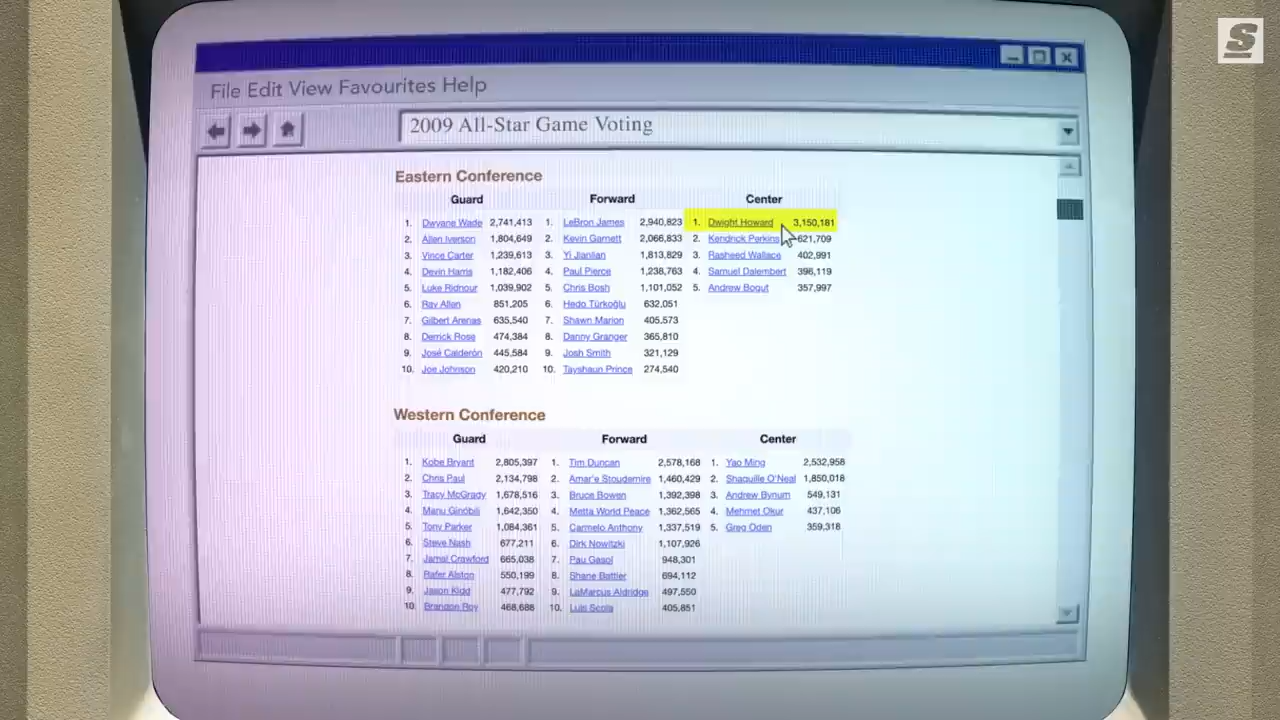 S
File Edit View Favourites Help
2009 All-Star Game Voting
Eastern Conference
Guard Forward Center
1. Dwyane Wade 2,741,413 1. LeBron James 2,940,823 1. Dwight Howard 3,150,181
2. Allen Iverson 1,804,649 2. Kevin Garnett 2,066,833 2. Kendrick Perkins 621,709
3. Vince Carter 1,239,613 3. Yi Jianlian 1,813,829 3. Rasheed Wallace 402,991
4. Devin Harris 1,182,406 4. Paul Pierce 1,238,763 4. Samuel Dalembert 396,119
5. Luke Ridnour 1,039,902 5. Chris Bosh 1,101,052 5. Andrew Bogut 357,997
6. Ray Allen 851,205 6. Hedo Türkoğlu 632,051
7. Gilbert Arenas 635,540 7. Shawn Marion 405,573
8. Derrick Rose 474,384 8. Danny Granger 365,810
9. José Calderón 445,584 9. Josh Smith 321,129
10. Joe Johnson 420,210 10. Tayshaun Prince 274,540
Western Conference
Guard Forward Center
1. Kobe Bryant 2,805,397 1. Tim Duncan 2,578,168 1. Yao Ming 2,532,958
2. Chris Paul 2,134,798 2. Amar'e Stoudemire 1,460,429 2. Shaquille O'Neal 1,850,018
3. Tracy McGrady 1,678,516 3. Bruce Bowen 1,392,398 3. Andrew Bynum 549,131
4. Manu Ginóbili 1,642,350 4. Metta World Peace 1,362,565 4. Mehmet Okur 437,106
5. Tony Parker 1,084,361 5. Carmelo Anthony 1,337,519 5. Greg Oden 359,318
6. Steve Nash 677,211 6. Dirk Nowitzki 1,107,926
7. Jamal Crawford 665,038 7. Pau Gasol 948,301
8. Rafer Alston 550,199 8. Shane Battier 694,112
9. Jason Kidd 477,792 9. LaMarcus Aldridge 497,550
10. Brandon Roy 468,688 10. Luis Scola 405,851